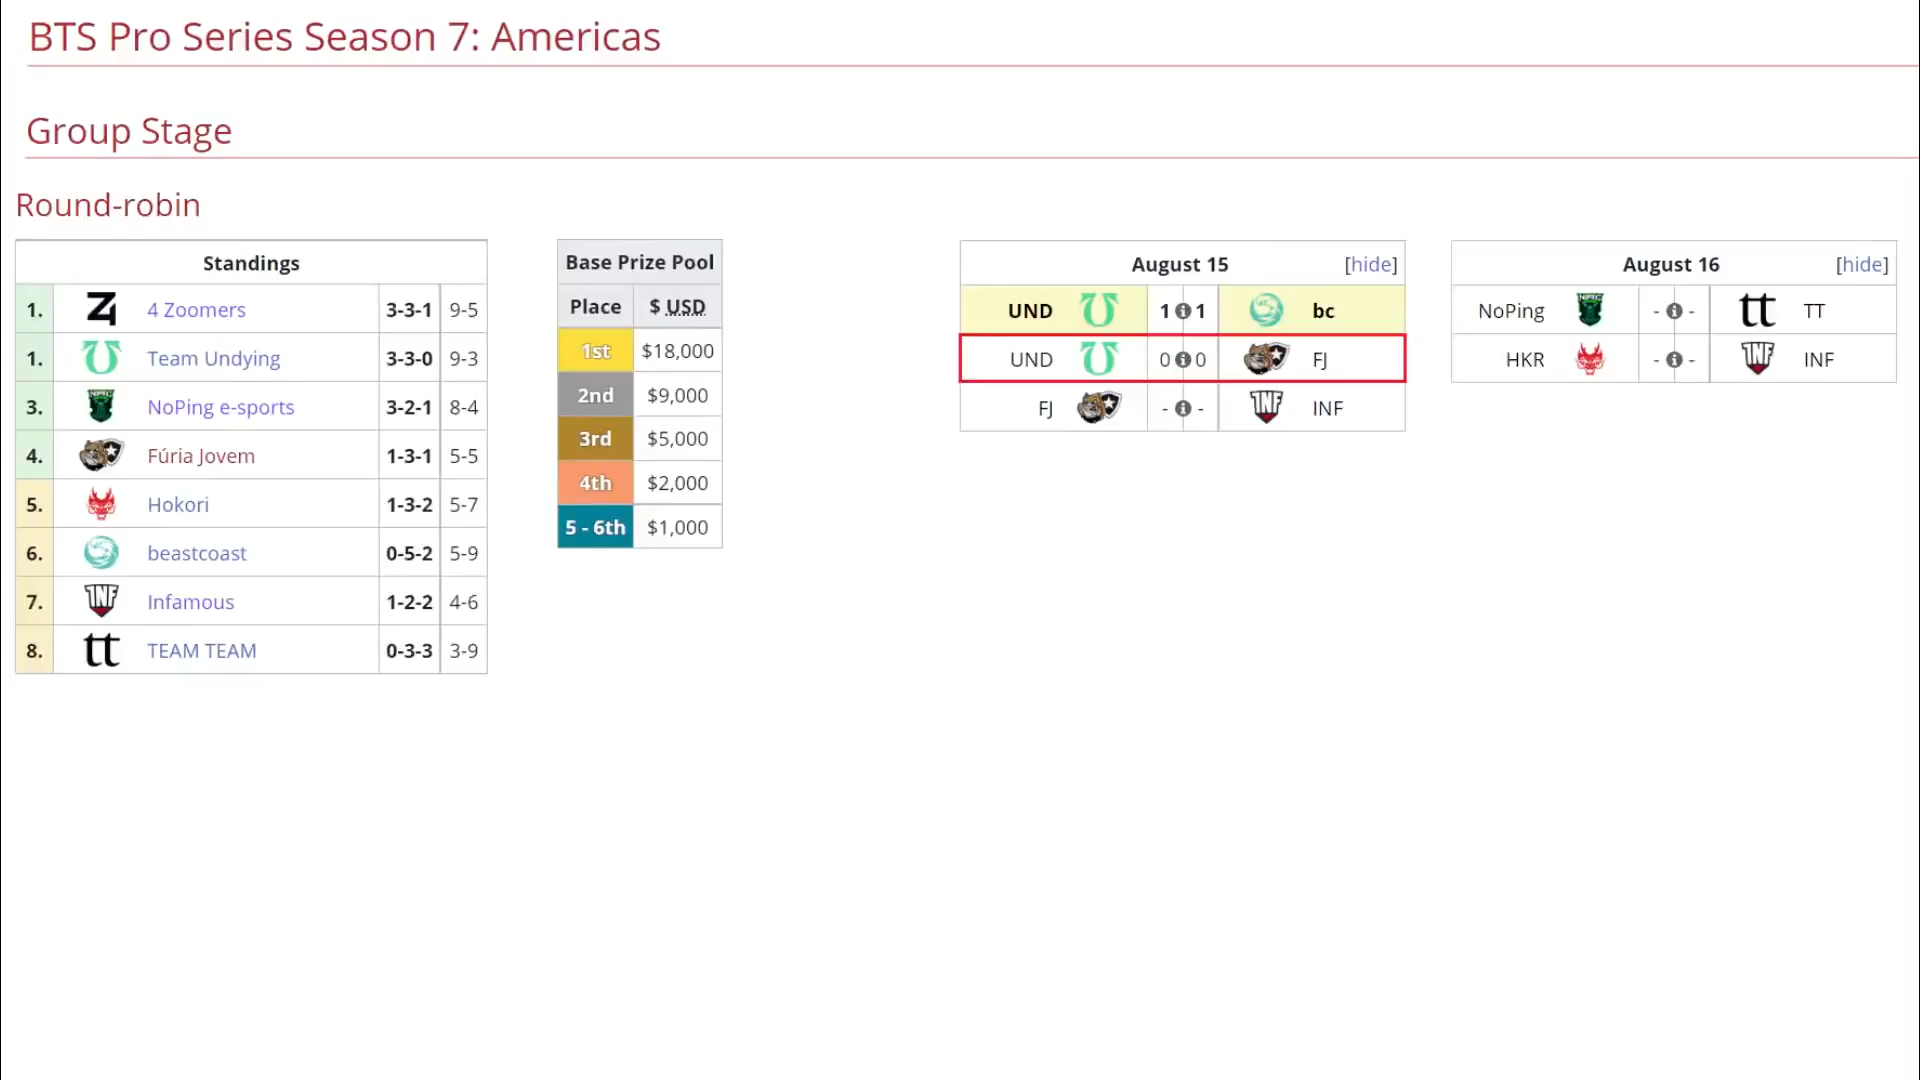 BTS Pro Series Season 7: Americas
Group Stage
Round-robin
Standings
1. 4 Zoomers 3-3-1 9-5
1. Team Undying 3-3-0 9-3
3. NoPing e-sports 3-2-1 8-4
4. Fúria Jovem 1-3-1 5-5
5. Hokori 1-3-2 5-7
6. beastcoast 0-5-2 5-9
7. Infamous 1-2-2 4-6
8. TEAM TEAM 0-3-3 3-9
Base Prize Pool
Place $ USD
1st $18,000
2nd $9,000
3rd $5,000
4th $2,000
5 - 6th $1,000
August 15 [hide]
UND 1 1 bc
UND 0 0 FJ
FJ - - INF
August 16 [hide]
NoPing - - tt TT
HKR - - INF